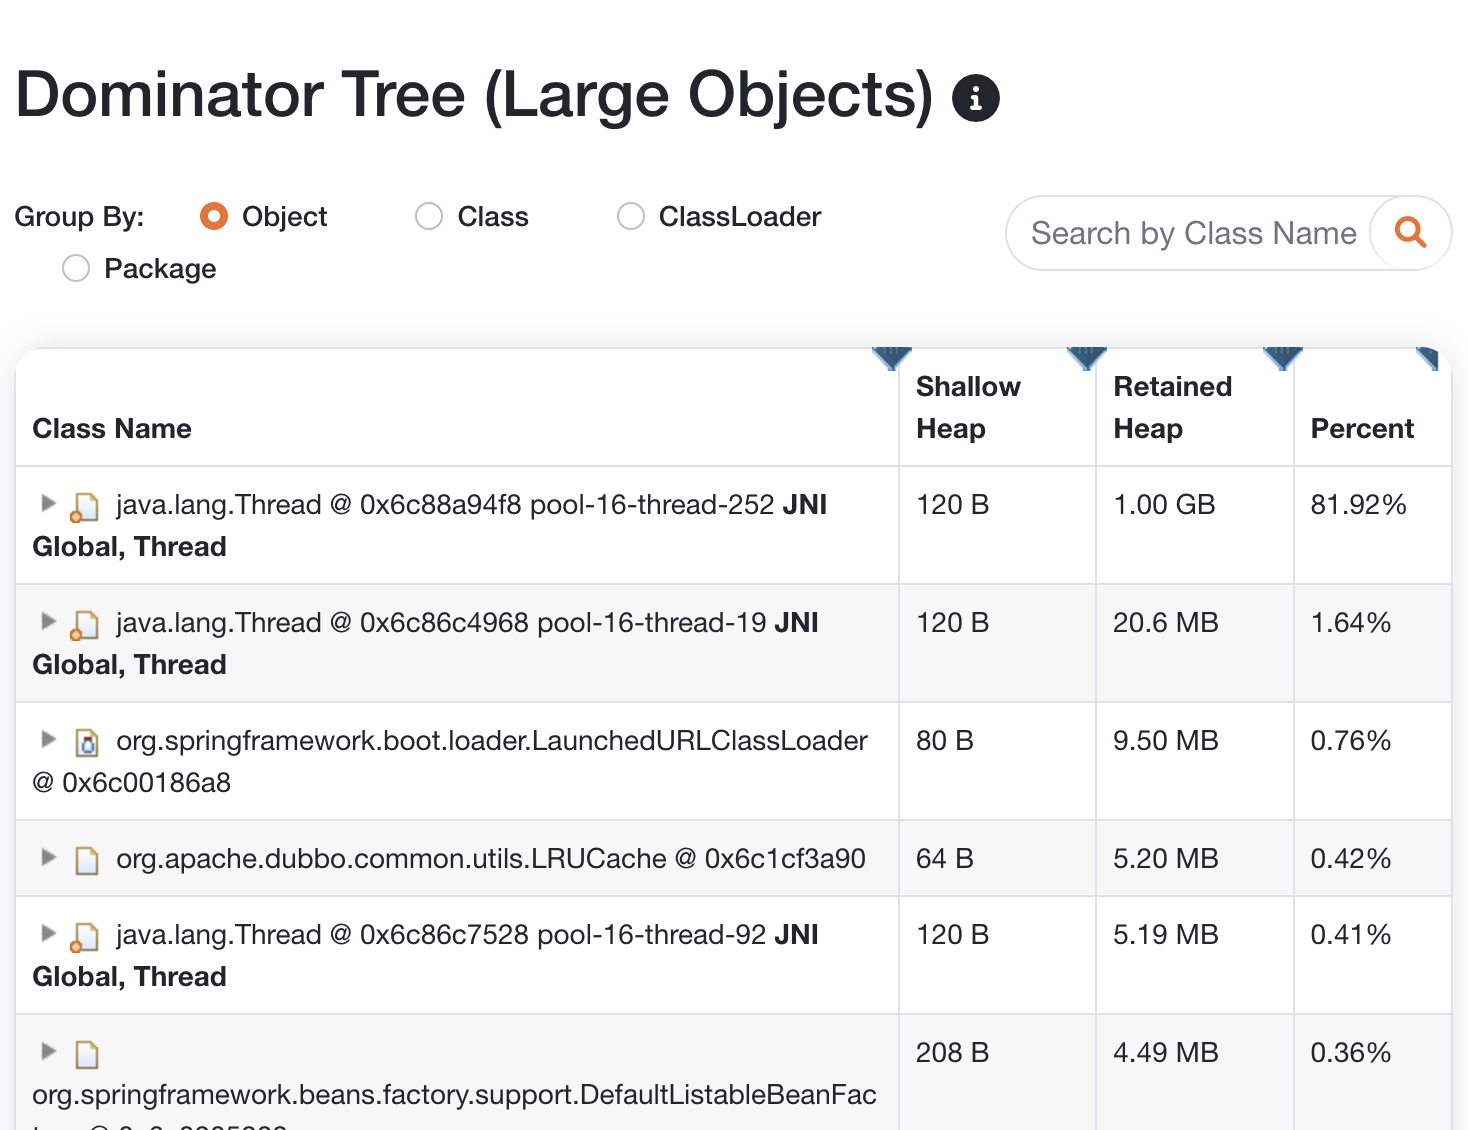 Dominator Tree (Large Objects)
Group By: Object Class ClassLoader
Package
Search by Class Name
Class Name Shallow Heap Retained Heap Percent
java.lang.Thread @ 0x6c88a94f8 pool-16-thread-252 JNI 120 B 1.00 GB 81.92%
Global, Thread
java.lang.Thread @ 0x6c86c4968 pool-16-thread-19 JNI 120 B 20.6 MB 1.64%
Global, Thread
org.springframework.boot.loader.LaunchedURLClassLoader 80 B 9.50 MB 0.76%
@ 0x6c00186a8
org.apache.dubbo.common.utils.LRUCache @ 0x6c1cf3a90 64 B 5.20 MB 0.42%
java.lang.Thread @ 0x6c86c7528 pool-16-thread-92 JNI 120 B 5.19 MB 0.41%
Global, Thread
208 B 4.49 MB 0.36%
org.springframework.beans.factory.support.DefaultListableBeanFac